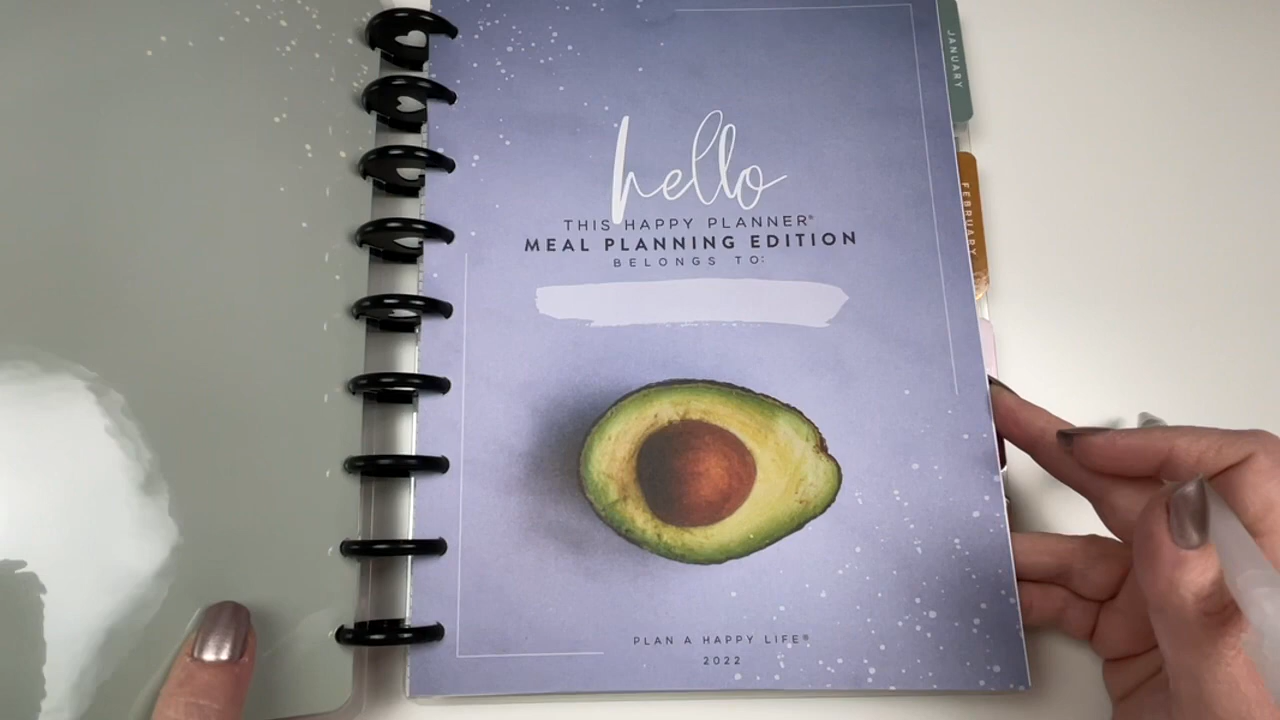 hello
THIS HAPPY PLANNER®
MEAL PLANNING EDITION
BELONGS TO:
PLAN A HAPPY LIFE®
2022
JANUARY
FEBRUARY